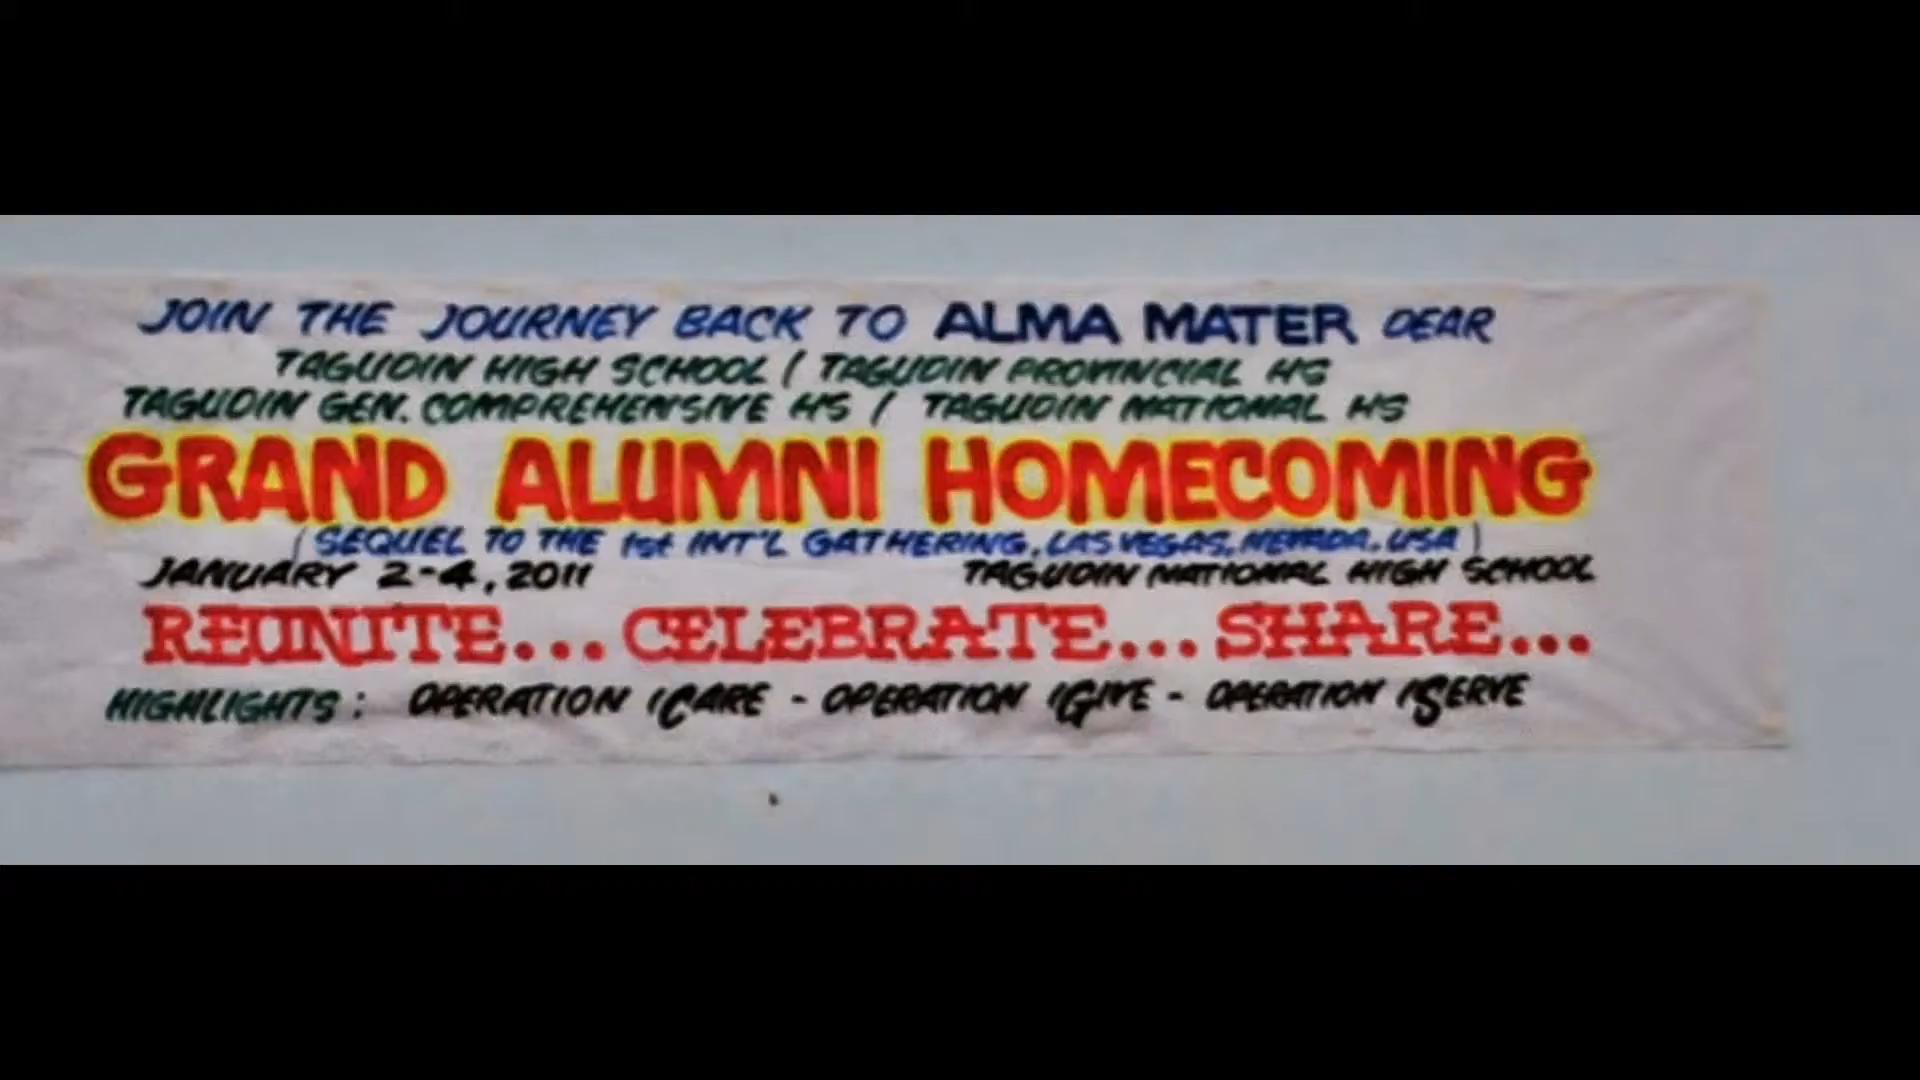 JOIN THE JOURNEY BACK TO ALMA MATER DEAR
TAGUDIN HIGH SCHOOL / TAGUDIN PROVINCIAL HS
TAGUDIN GEN. COMPREHENSIVE HS / TAGUDIN NATIONAL HS
GRAND ALUMNI HOMECOMING
(SEQUEL TO THE 1st INT'L GATHERING, LAS VEGAS, NEVADA, USA)
JANUARY 2-4, 2011 TAGUDIN NATIONAL HIGH SCHOOL
REUNITE... CELEBRATE... SHARE...
HIGHLIGHTS: OPERATION iCARE - OPERATION iGIVE - OPERATION iSERVE